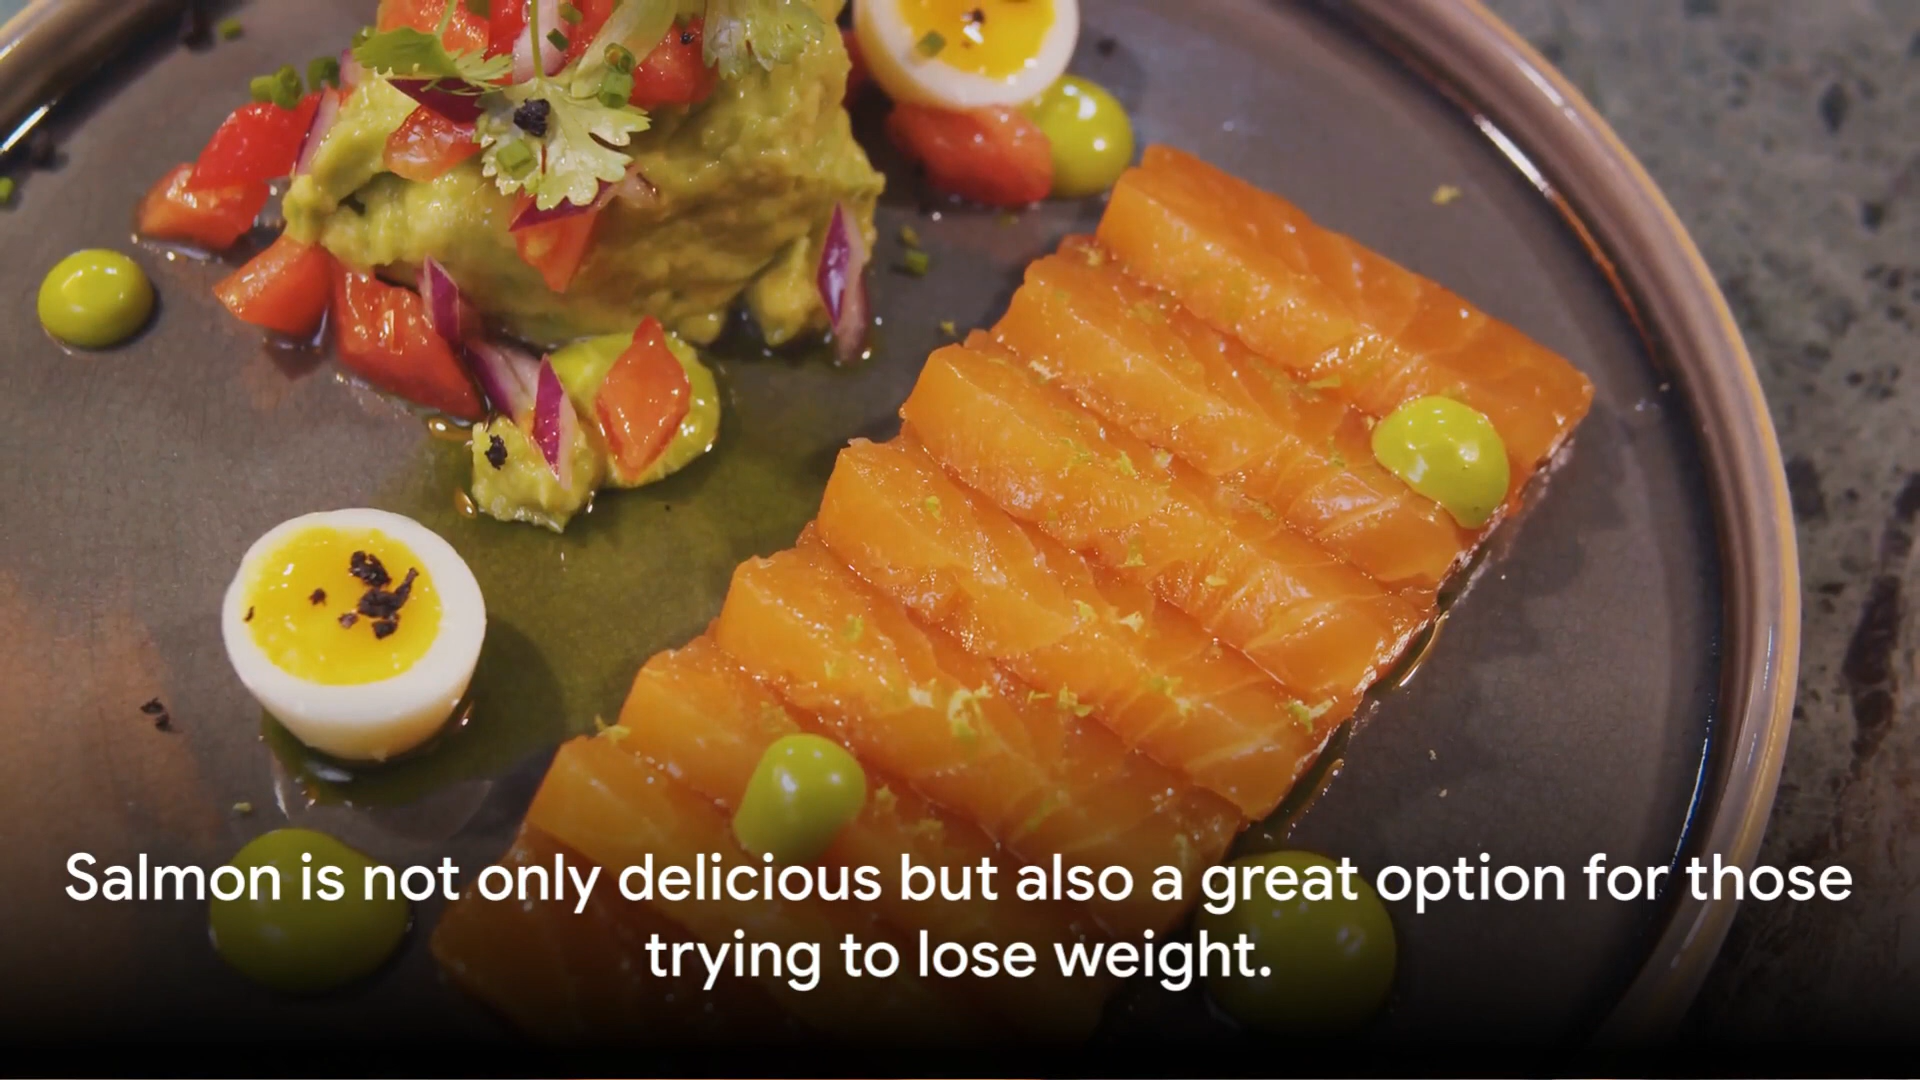 Salmon is not only delicious but also a great option for those
trying to lose weight.